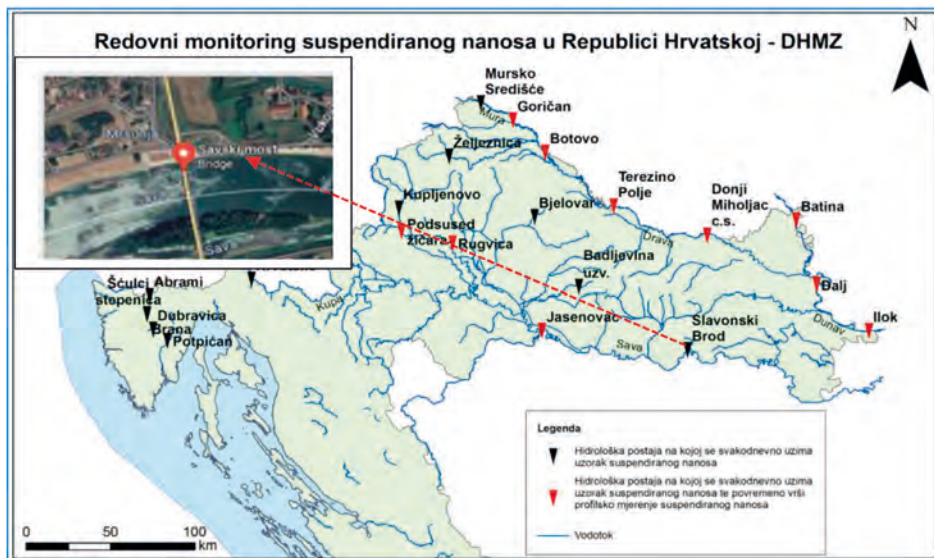 Redovni monitoring suspendiranog nanosa u Republici Hrvatskoj - DHMZ
N
Savski most
Bridge
Sava
Mursko
Središće
Mura
Goričan
Željeznica
Botovo
Kupljenovo
Bjelovar
Terezino
Polje
Donji
Miholjac
c.s.
Batina
Podsused
žičara
Rugvica
Drava
Badljevina
uzv.
Dalj
Ilok
Dunav
Šćulci
stepenica
Abrami
Dubravica
Brana
Potpićan
Kupa
Jasenovac
Sava
Slavonski
Brod
Legenda
Hidrološka postaja na kojoj se svakodnevno uzima
uzorak suspendiranog nanosa
Hidrološka postaja na kojoj se svakodnevno uzima
uzorak suspendiranog nanosa te povremeno vrši
profilsko mjerenje suspendiranog nanosa
Vodotok
0 50 100
km